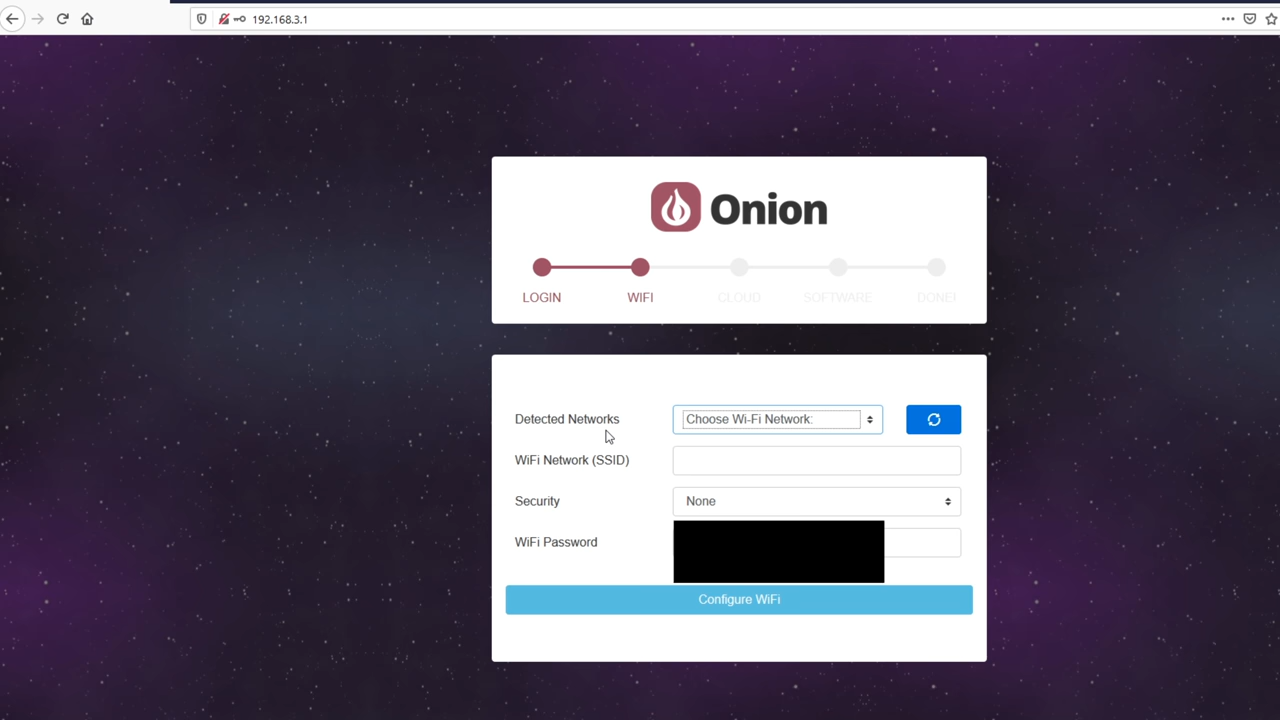 192.168.3.1
Onion
LOGIN WIFI CLOUD SOFTWARE DONE!
Detected Networks Choose Wi-Fi Network:
WiFi Network (SSID)
Security None
WiFi Password
Configure WiFi